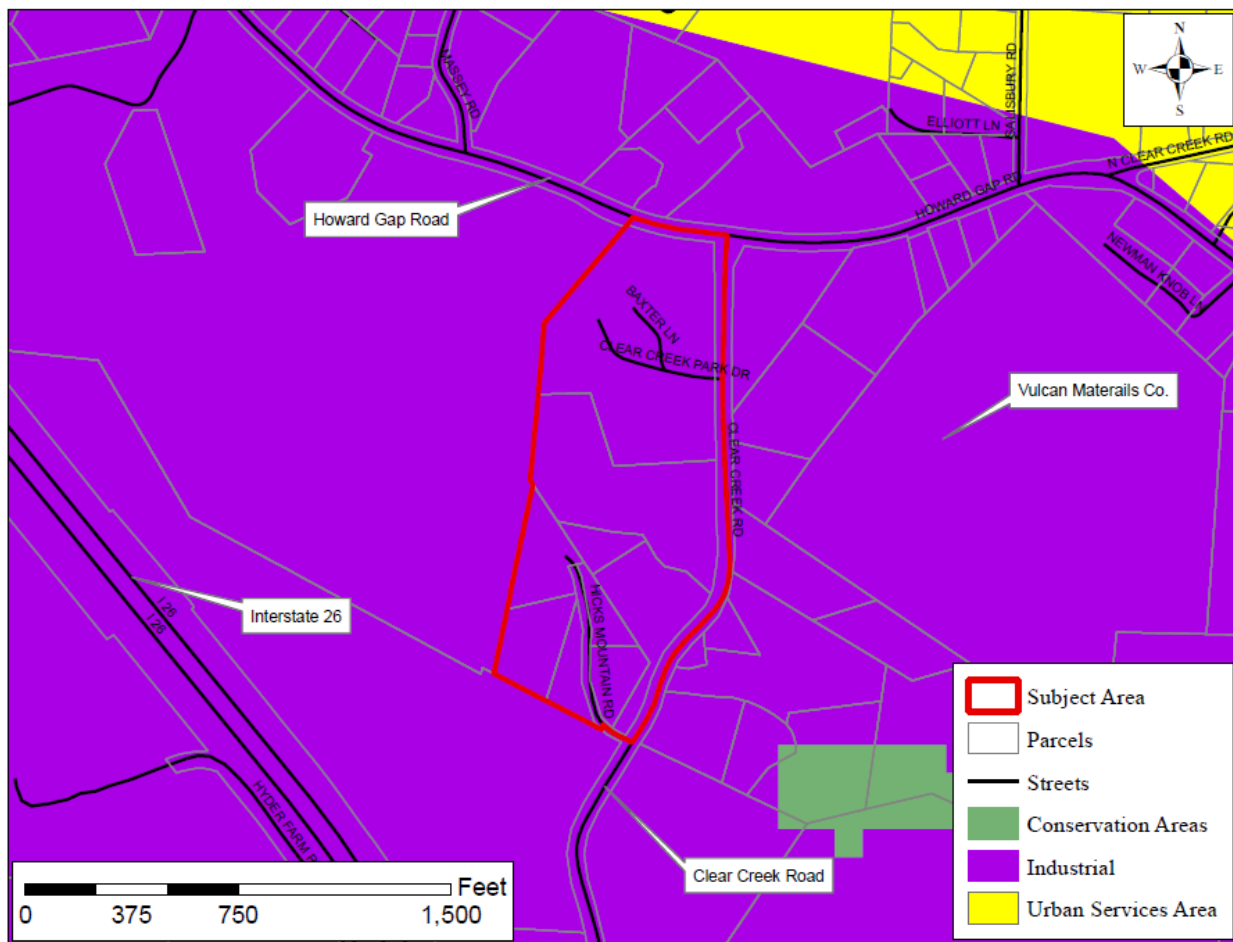 N
W E
S
MASSEY RD
SALISBURY RD
ELLIOTT LN
N CLEAR CREEK RD
HOWARD GAP RD
Howard Gap Road
NEWMAN KNOB LN
BAXTER LN
CLEAR CREEK PARK DR
Vulcan Materails Co.
CLEAR CREEK RD
I 26
I 26
Interstate 26
HICKS MOUNTAIN RD
HYDER FARM R
Clear Creek Road
Subject Area
Parcels
Streets
Conservation Areas
Industrial
Urban Services Area
Feet
0 375 750 1,500